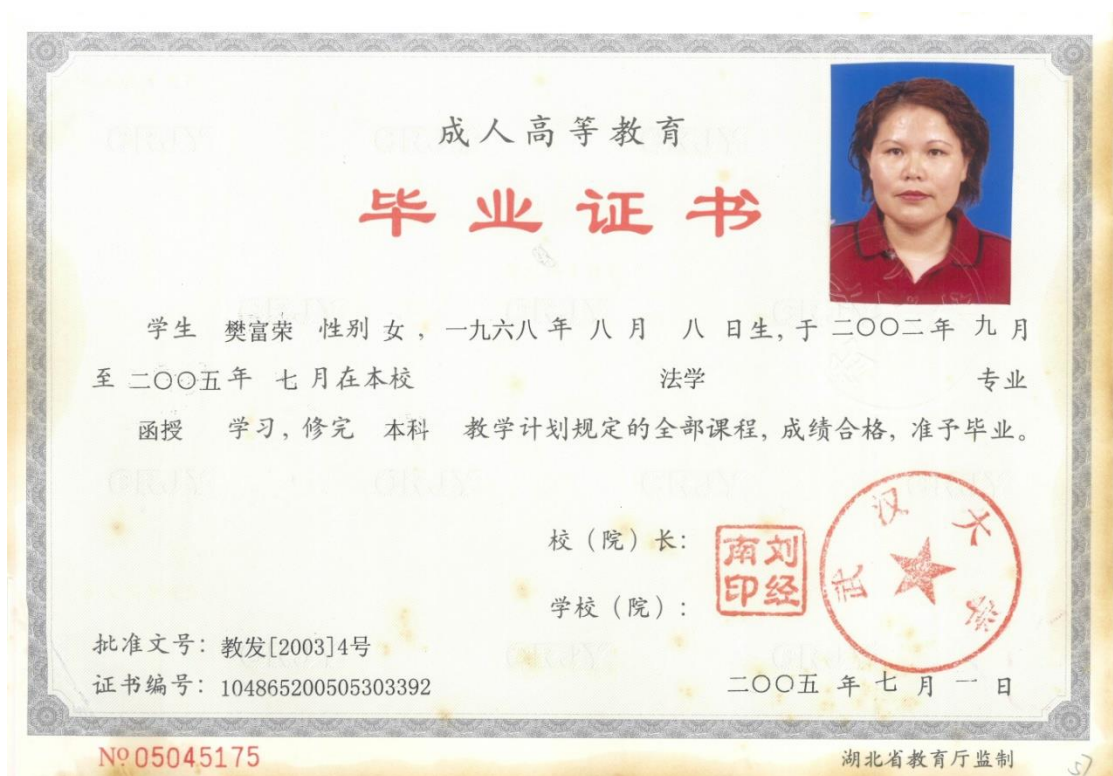 成人高等教育
毕业证书
学生 樊富荣 性别 女，一九六八年 八月 八 日生，于 二〇〇二年 九月
至 二〇〇五年 七月在本校 法学 专业
函授 学习，修完 本科 教学计划规定的全部课程，成绩合格，准予毕业。
校（院）长：
刘经南印
学校（院）：
武汉大学
批准文号：教发[2003]4号
证书编号：104865200505303392
二〇〇五 年 七 月 一 日
№05045175
湖北省教育厅监制